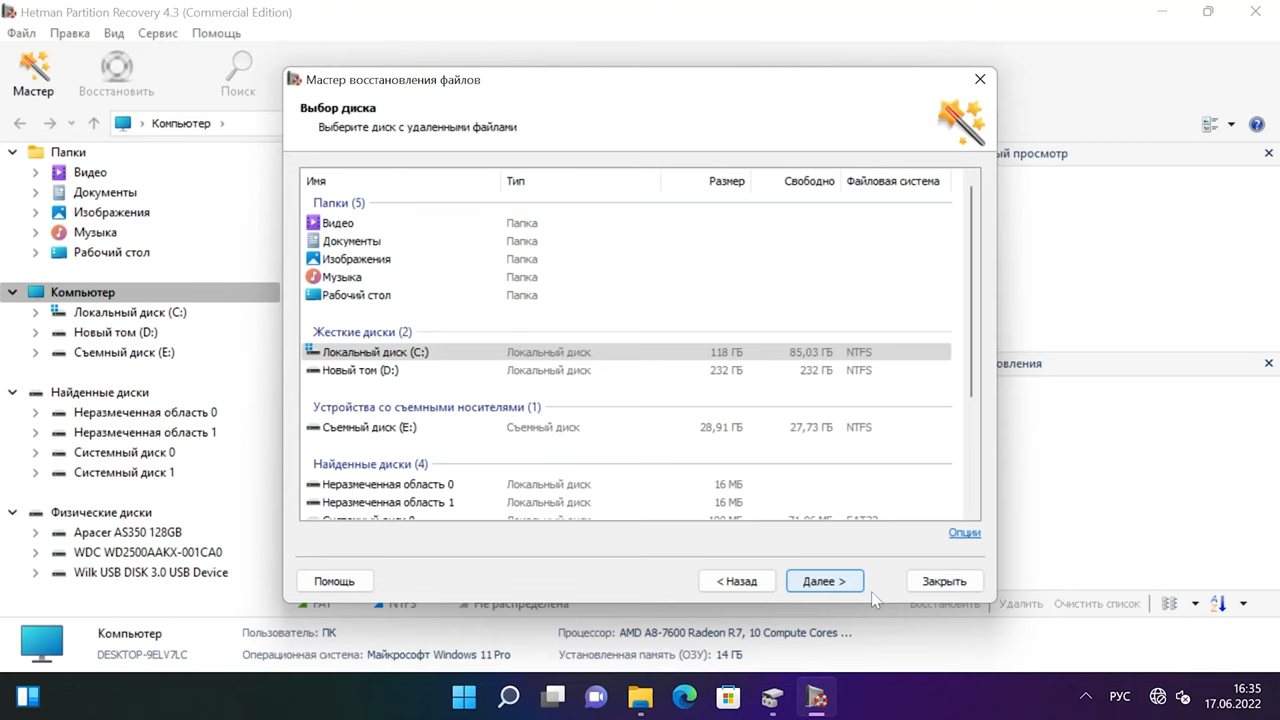 Hetman Partition Recovery 4.3 (Commercial Edition)
Файл Правка Вид Сервис Помощь
Мастер Восстановить Поиск
Компьютер
Папки
Видео
Документы
Изображения
Музыка
Рабочий стол
Компьютер
Локальный диск (C:)
Новый том (D:)
Съемный диск (E:)
Найденные диски
Неразмеченная область 0
Неразмеченная область 1
Системный диск 0
Системный диск 1
Физические диски
Apacer AS350 128GB
WDC WD2500AAKX-001CA0
Wilk USB DISK 3.0 USB Device
Мастер восстановления файлов
Выбор диска
Выберите диск с удаленными файлами
Имя Тип Размер Свободно Файловая система
Папки (5)
Видео Папка
Документы Папка
Изображения Папка
Музыка Папка
Рабочий стол Папка
Жесткие диски (2)
Локальный диск (C:) Локальный диск 118 ГБ 85,03 ГБ NTFS
Новый том (D:) Локальный диск 232 ГБ 232 ГБ NTFS
Устройства со съемными носителями (1)
Съемный диск (E:) Съемный диск 28,91 ГБ 27,73 ГБ NTFS
Найденные диски (4)
Неразмеченная область 0 Локальный диск 16 МБ
Неразмеченная область 1 Локальный диск 16 МБ
Опции
Помощь < Назад Далее > Закрыть
ый просмотр
овления
FAT NTFS Не распределена
Восстановить Удалить Очистить список
Компьютер Пользователь: ПК Процессор: AMD A8-7600 Radeon R7, 10 Compute Cores ...
DESKTOP-9ELV7LC Операционная система: Майкрософт Windows 11 Pro Установленная память (ОЗУ): 14 ГБ
РУС
16:35
17.06.2022